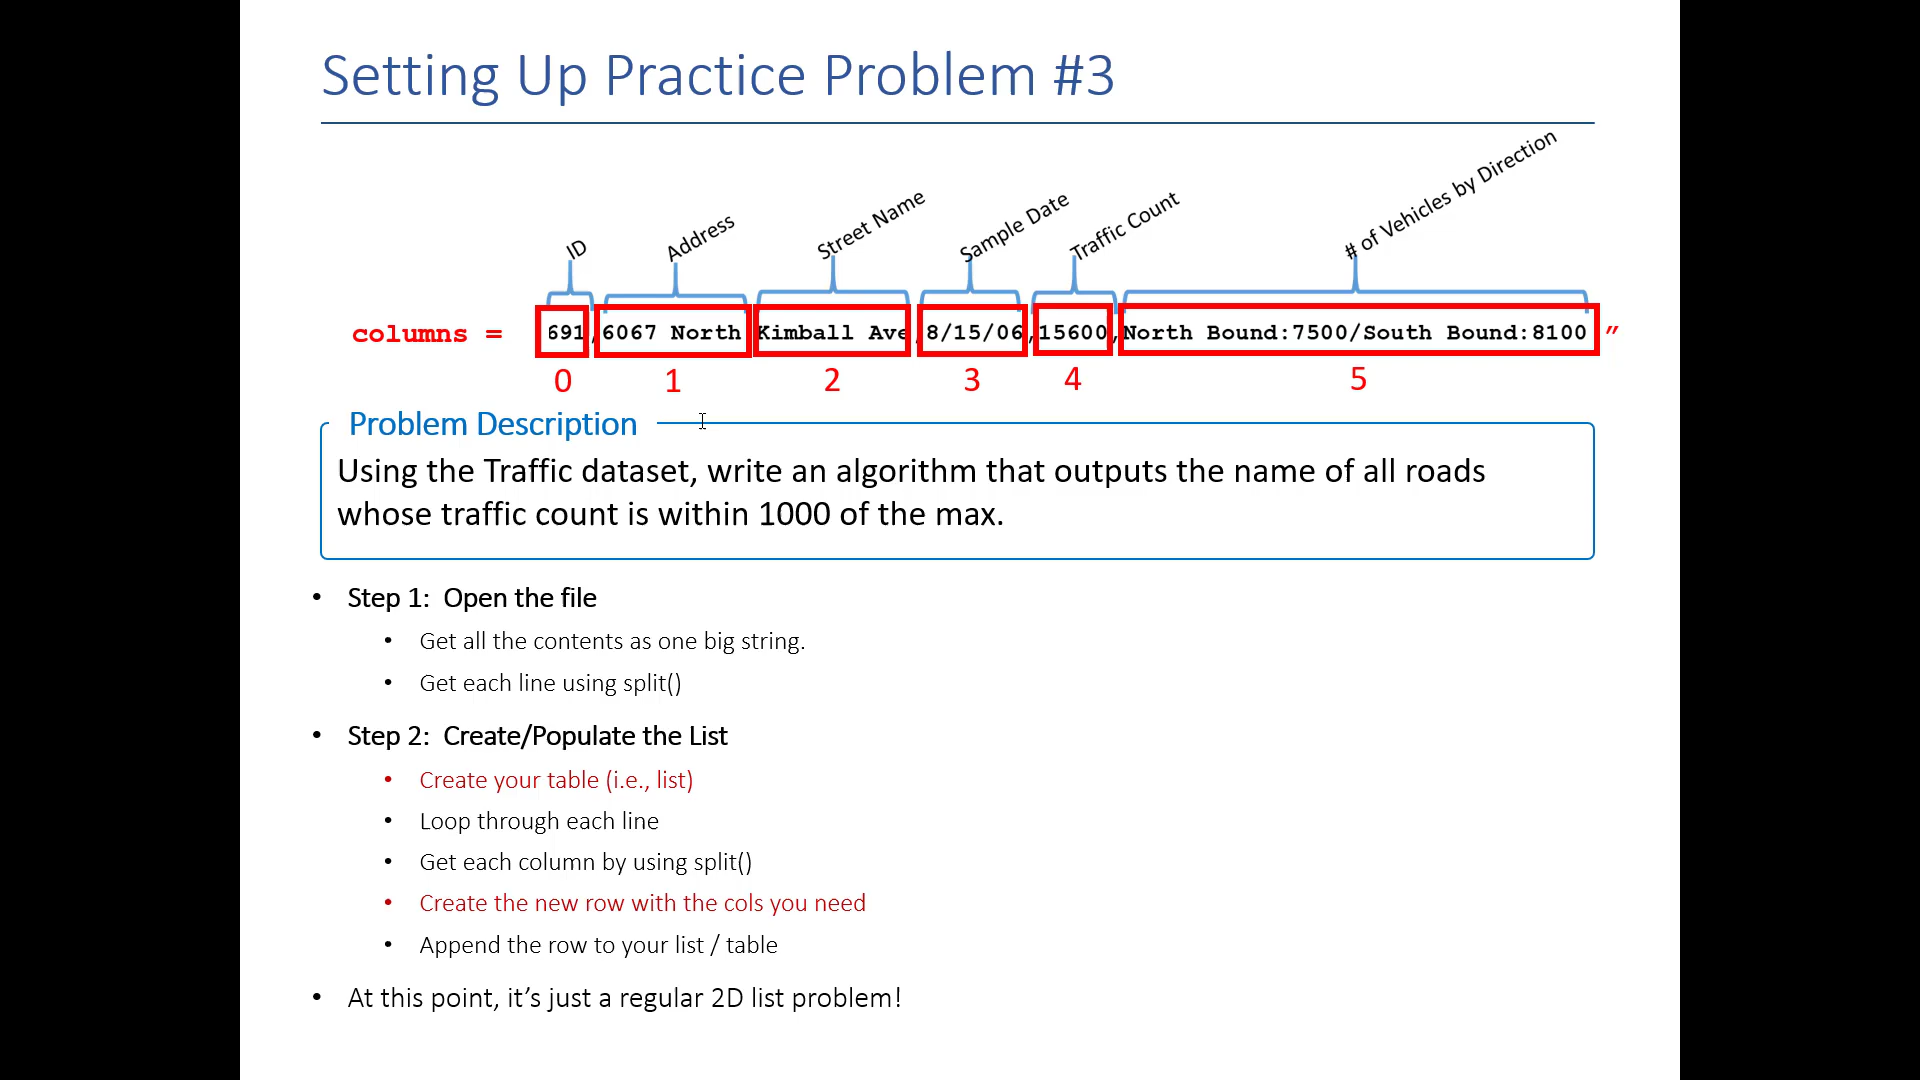 Setting Up Practice Problem #3
ID
Address
Street Name
Sample Date
Traffic Count
# of Vehicles by Direction
columns = 691,6067 North,Kimball Ave,8/15/06,15600,North Bound:7500/South Bound:8100 ”
0 1 2 3 4 5
Problem Description
Using the Traffic dataset, write an algorithm that outputs the name of all roads
whose traffic count is within 1000 of the max.
• Step 1: Open the file
• Get all the contents as one big string.
• Get each line using split()
• Step 2: Create/Populate the List
• Create your table (i.e., list)
• Loop through each line
• Get each column by using split()
• Create the new row with the cols you need
• Append the row to your list / table
• At this point, it’s just a regular 2D list problem!